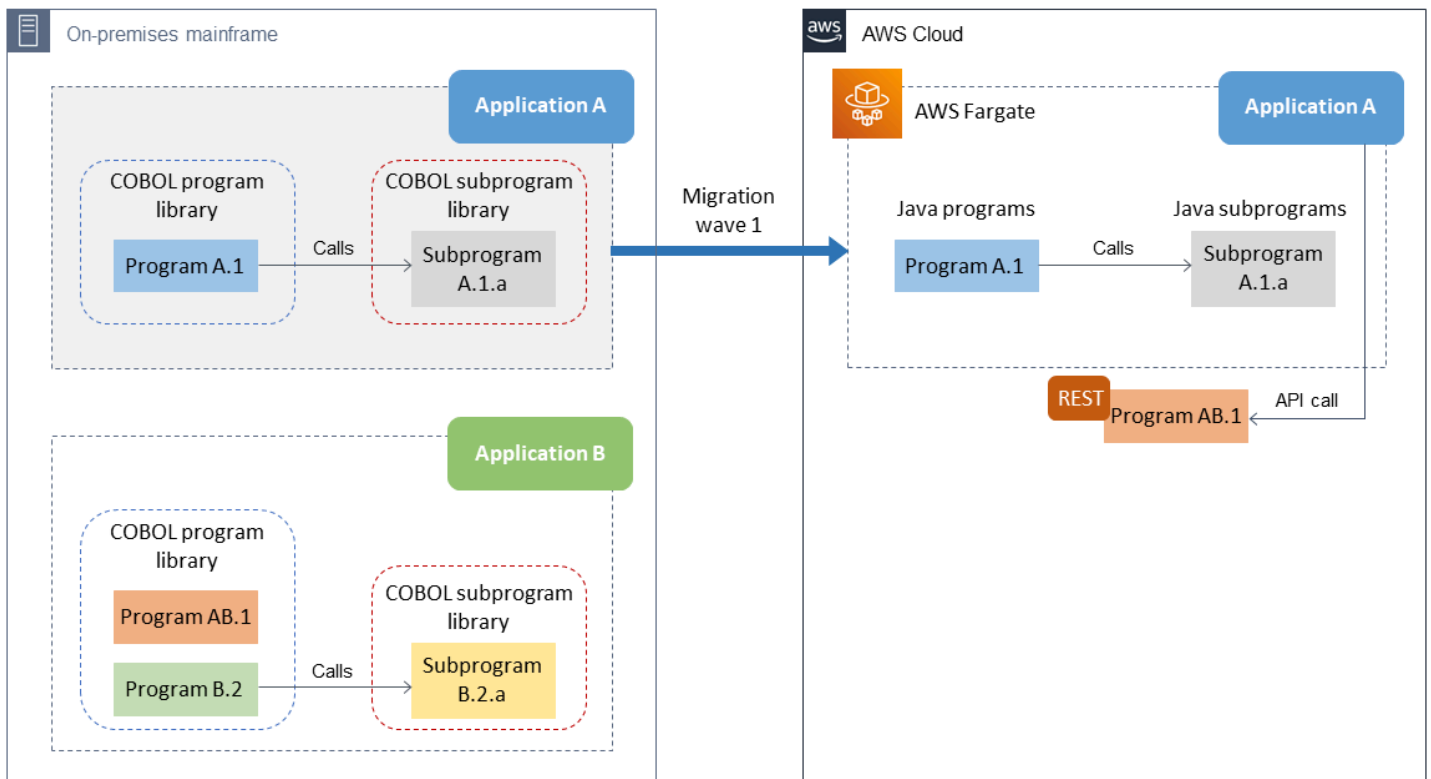 On-premises mainframe
Application A
COBOL program
library
Program A.1
Calls
COBOL subprogram
library
Subprogram
A.1.a
Application B
COBOL program
library
Program AB.1
Program B.2
Calls
COBOL subprogram
library
Subprogram
B.2.a
Migration
wave 1
aws
AWS Cloud
AWS Fargate
Application A
Java programs
Program A.1
Calls
Java subprograms
Subprogram
A.1.a
REST
Program AB.1
API call